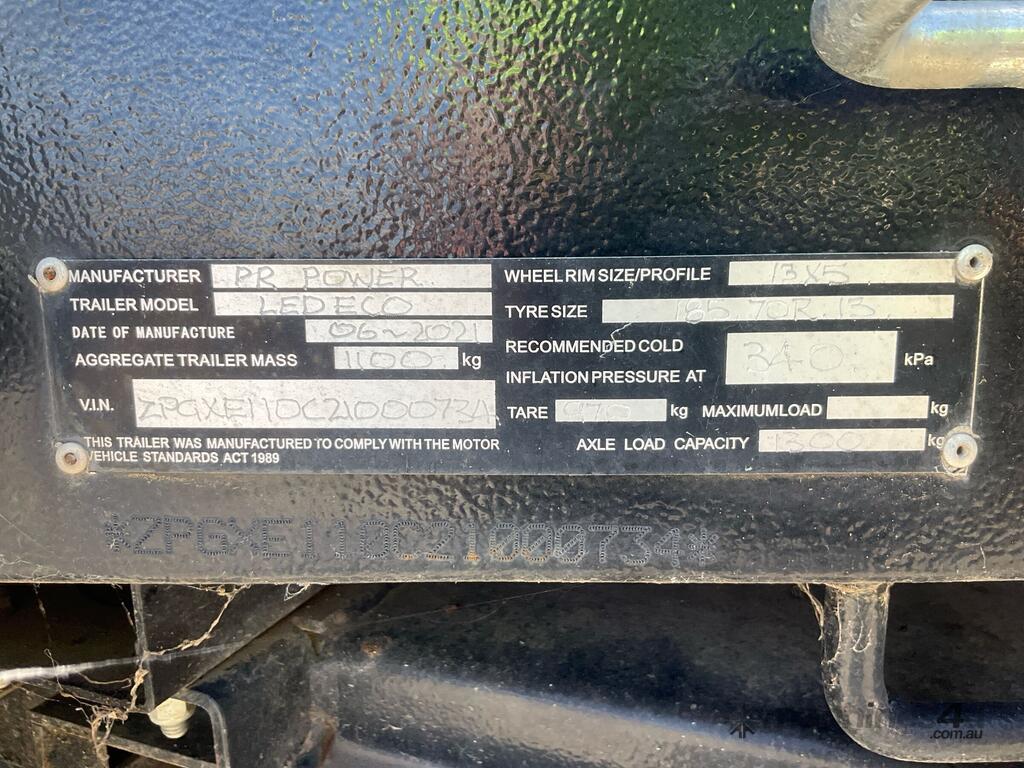 MANUFACTURER PR POWER
TRAILER MODEL LED ECO
DATE OF MANUFACTURE 06-2021
AGGREGATE TRAILER MASS 1100 kg
V.I.N. ZPGXE110C21000734
THIS TRAILER WAS MANUFACTURED TO COMPLY WITH THE MOTOR
VEHICLE STANDARDS ACT 1989
WHEEL RIM SIZE/PROFILE 13X5
TYRE SIZE 185.70R.13
RECOMMENDED COLD
INFLATION PRESSURE AT 340 kPa
TARE 970 kg MAXIMUMLOAD kg
AXLE LOAD CAPACITY 1300 kg
*ZPGXE110C21000734*
4
.com.au